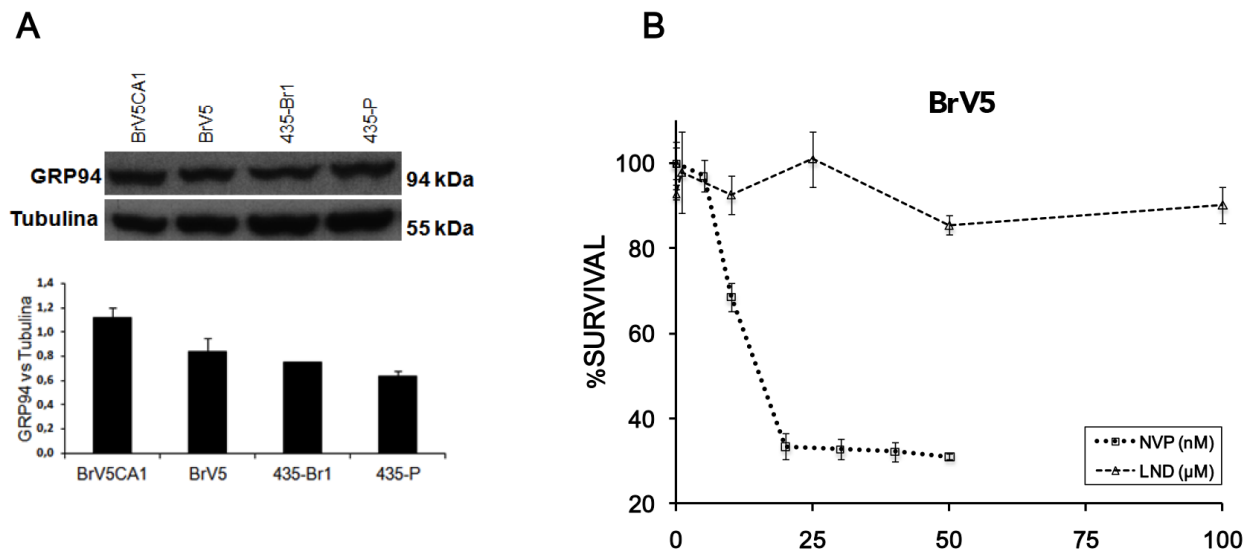 A
BrV5CA1
BrV5
435-Br1
435-P
GRP94
94 kDa
Tubulina
55 kDa
GRP94 vs Tubulina
1,4
1,2
1,0
0,8
0,6
0,4
0,2
0,0
BrV5CA1 BrV5 435-Br1 435-P
B
BrV5
%SURVIVAL
100
80
60
40
20
0 25 50 75 100
NVP (nM)
LND (µM)